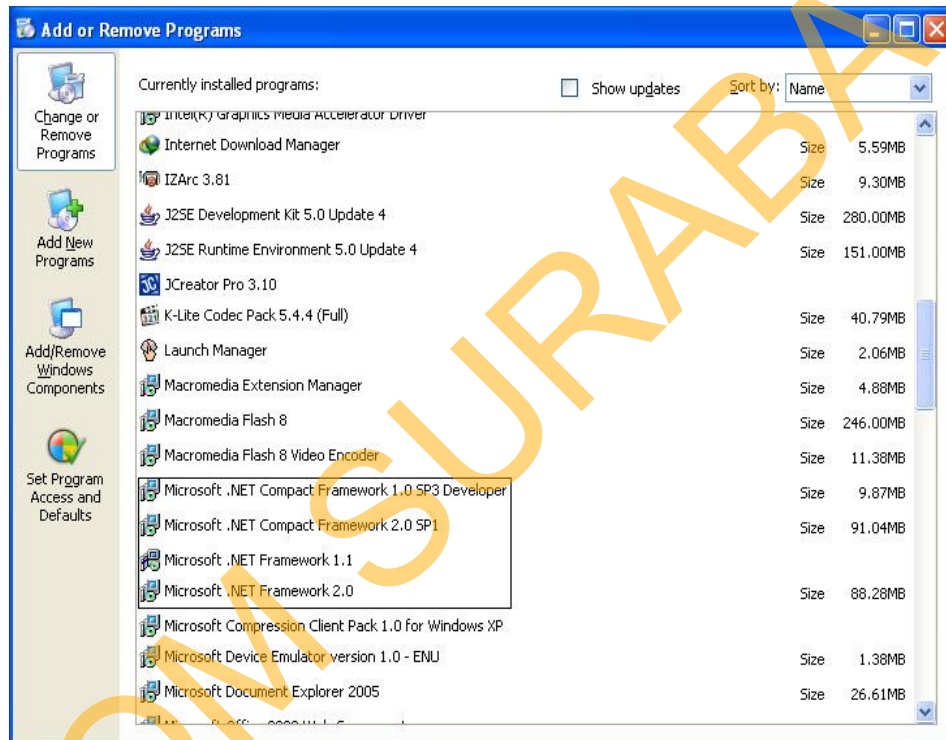 Add or Remove Programs
Change or
Remove
Programs
Add New
Programs
Add/Remove
Windows
Components
Set Program
Access and
Defaults
Currently installed programs:
Show updates
Sort by: Name
Intel(R) Graphics Media Accelerator Driver
Internet Download Manager Size 5.59MB
IZArc 3.81 Size 9.30MB
J2SE Development Kit 5.0 Update 4 Size 280.00MB
J2SE Runtime Environment 5.0 Update 4 Size 151.00MB
JCreator Pro 3.10
K-Lite Codec Pack 5.4.4 (Full) Size 40.79MB
Launch Manager Size 2.06MB
Macromedia Extension Manager Size 4.88MB
Macromedia Flash 8 Size 246.00MB
Macromedia Flash 8 Video Encoder Size 11.38MB
Microsoft .NET Compact Framework 1.0 SP3 Developer Size 9.87MB
Microsoft .NET Compact Framework 2.0 SP1 Size 91.04MB
Microsoft .NET Framework 1.1
Microsoft .NET Framework 2.0 Size 88.28MB
Microsoft Compression Client Pack 1.0 for Windows XP
Microsoft Device Emulator version 1.0 - ENU Size 1.38MB
Microsoft Document Explorer 2005 Size 26.61MB
OM SURABA